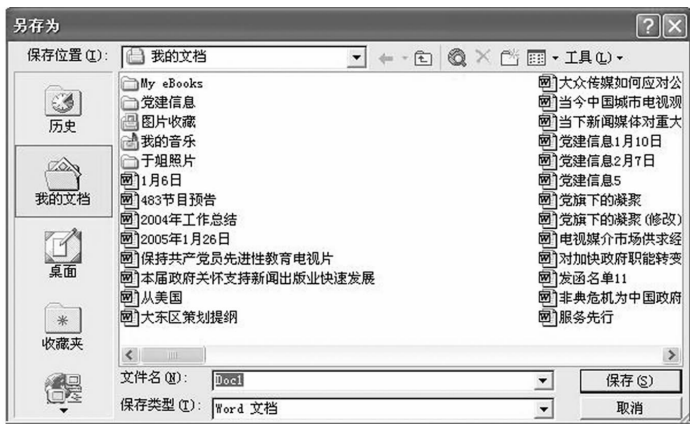 另存为
保存位置(I): 我的文档 工具(L)
历史
我的文档
桌面
收藏夹
My eBooks
党建信息
图片收藏
我的音乐
于姐照片
1月6日
483节目预告
2004年工作总结
2005年1月26日
保持共产党员先进性教育电视片
本届政府关怀支持新闻出版业快速发展
从美国
大东区策划提纲
大众传媒如何应对公
当今中国城市电视观
当下新闻媒体对重大
党建信息1月10日
党建信息2月7日
党建信息5
党旗下的凝聚
党旗下的凝聚(修改)
电视媒介市场供求经
对加快政府职能转变
发函名单11
非典危机为中国政府
服务先行
文件名(N): Doc1 保存(S)
保存类型(T): Word 文档 取消